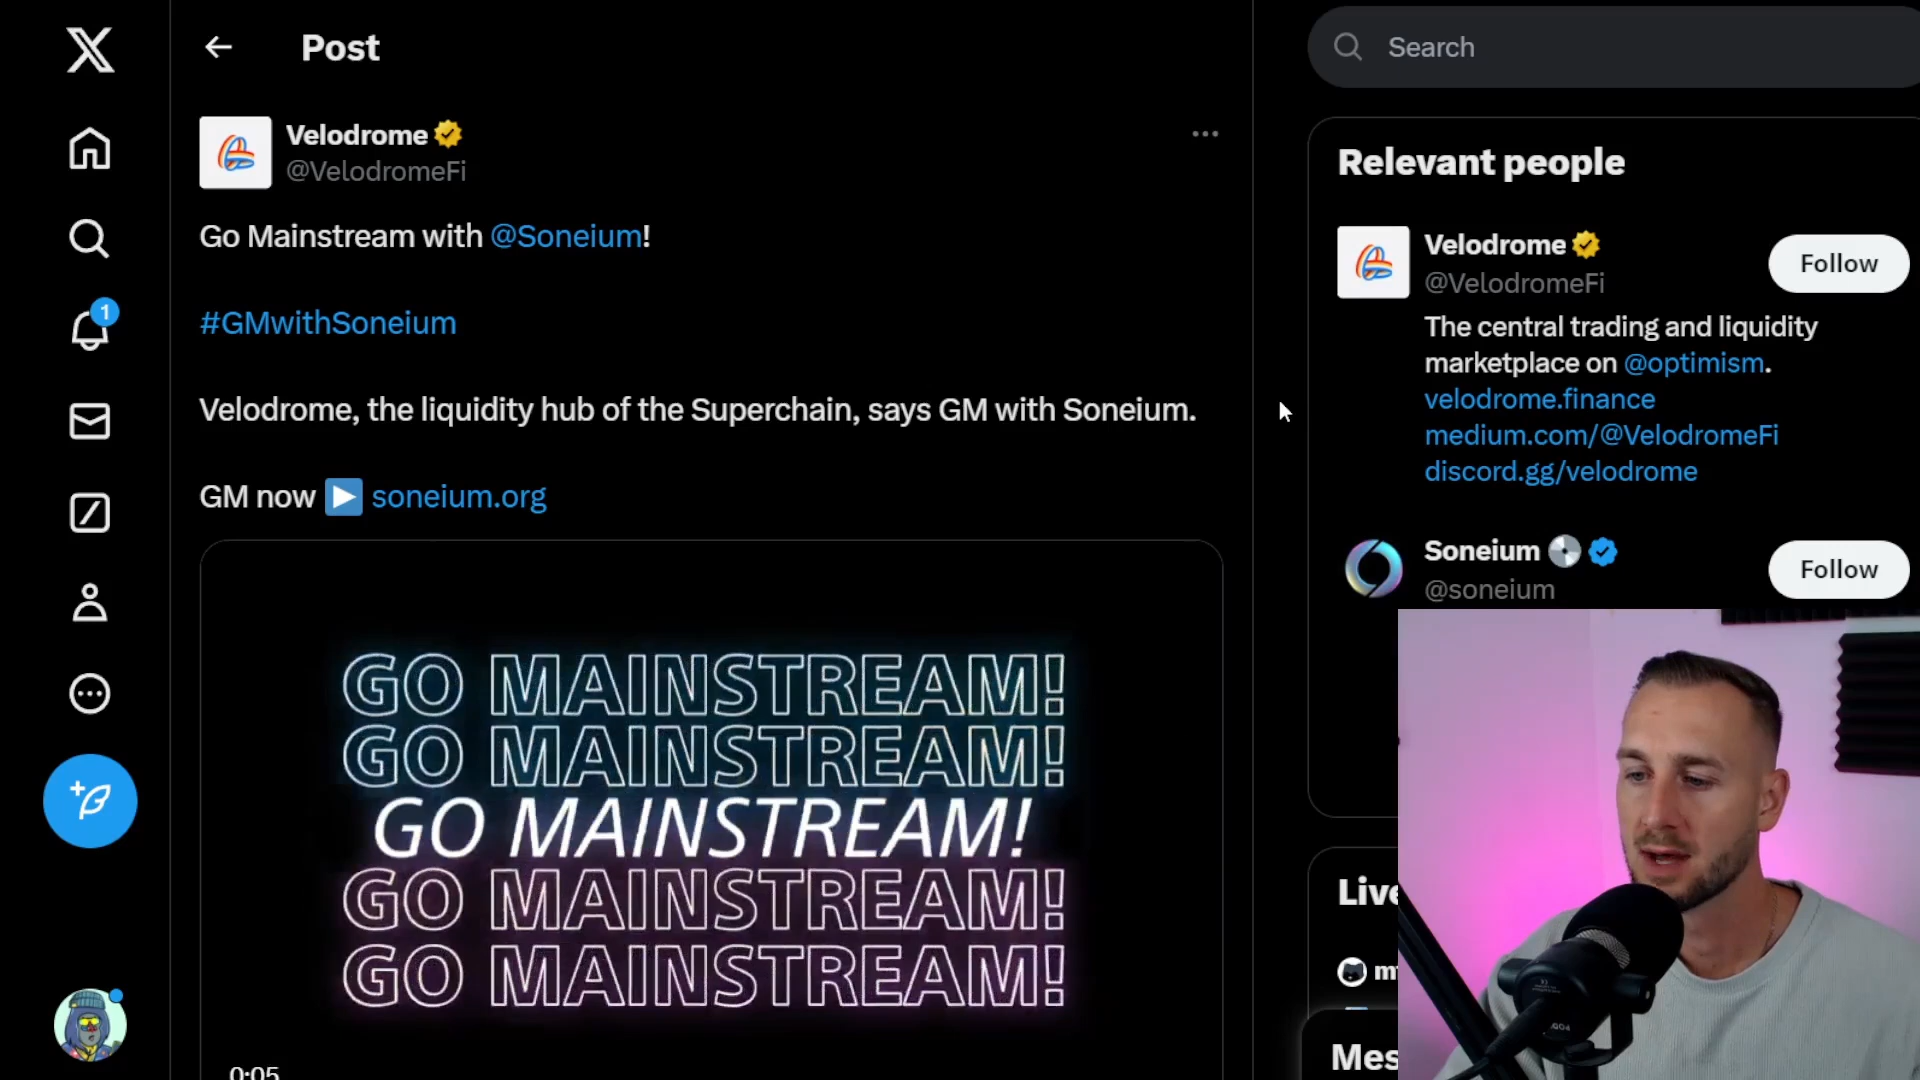 Post
Search
Velodrome
@VelodromeFi
Go Mainstream with @Soneium!
#GMwithSoneium
Velodrome, the liquidity hub of the Superchain, says GM with Soneium.
GM now soneium.org
GO MAINSTREAM!
GO MAINSTREAM!
GO MAINSTREAM!
GO MAINSTREAM!
GO MAINSTREAM!
0:05
1
Relevant people
Velodrome
@VelodromeFi
Follow
The central trading and liquidity
marketplace on @optimism.
velodrome.finance
medium.com/@VelodromeFi
discord.gg/velodrome
Soneium
@soneium
Follow
Live
Mes